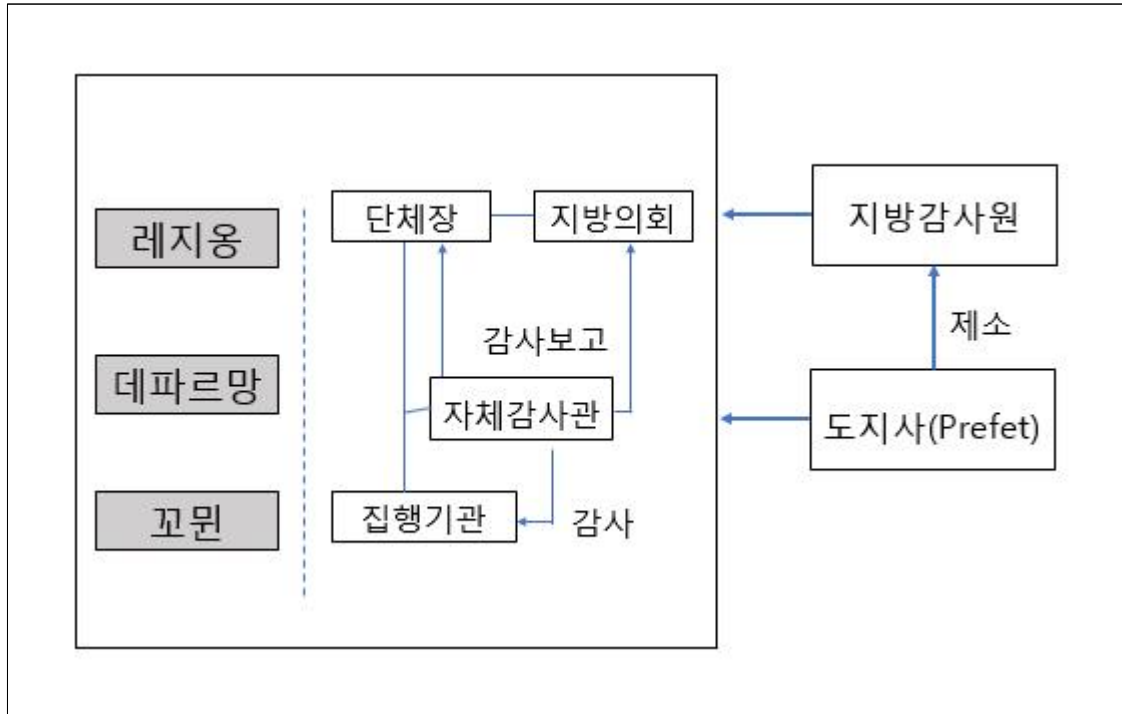 레지옹
데파르망
꼬뮌
단체장
지방의회
감사보고
자체감사관
집행기관
감사
지방감사원
제소
도지사(Prefet)